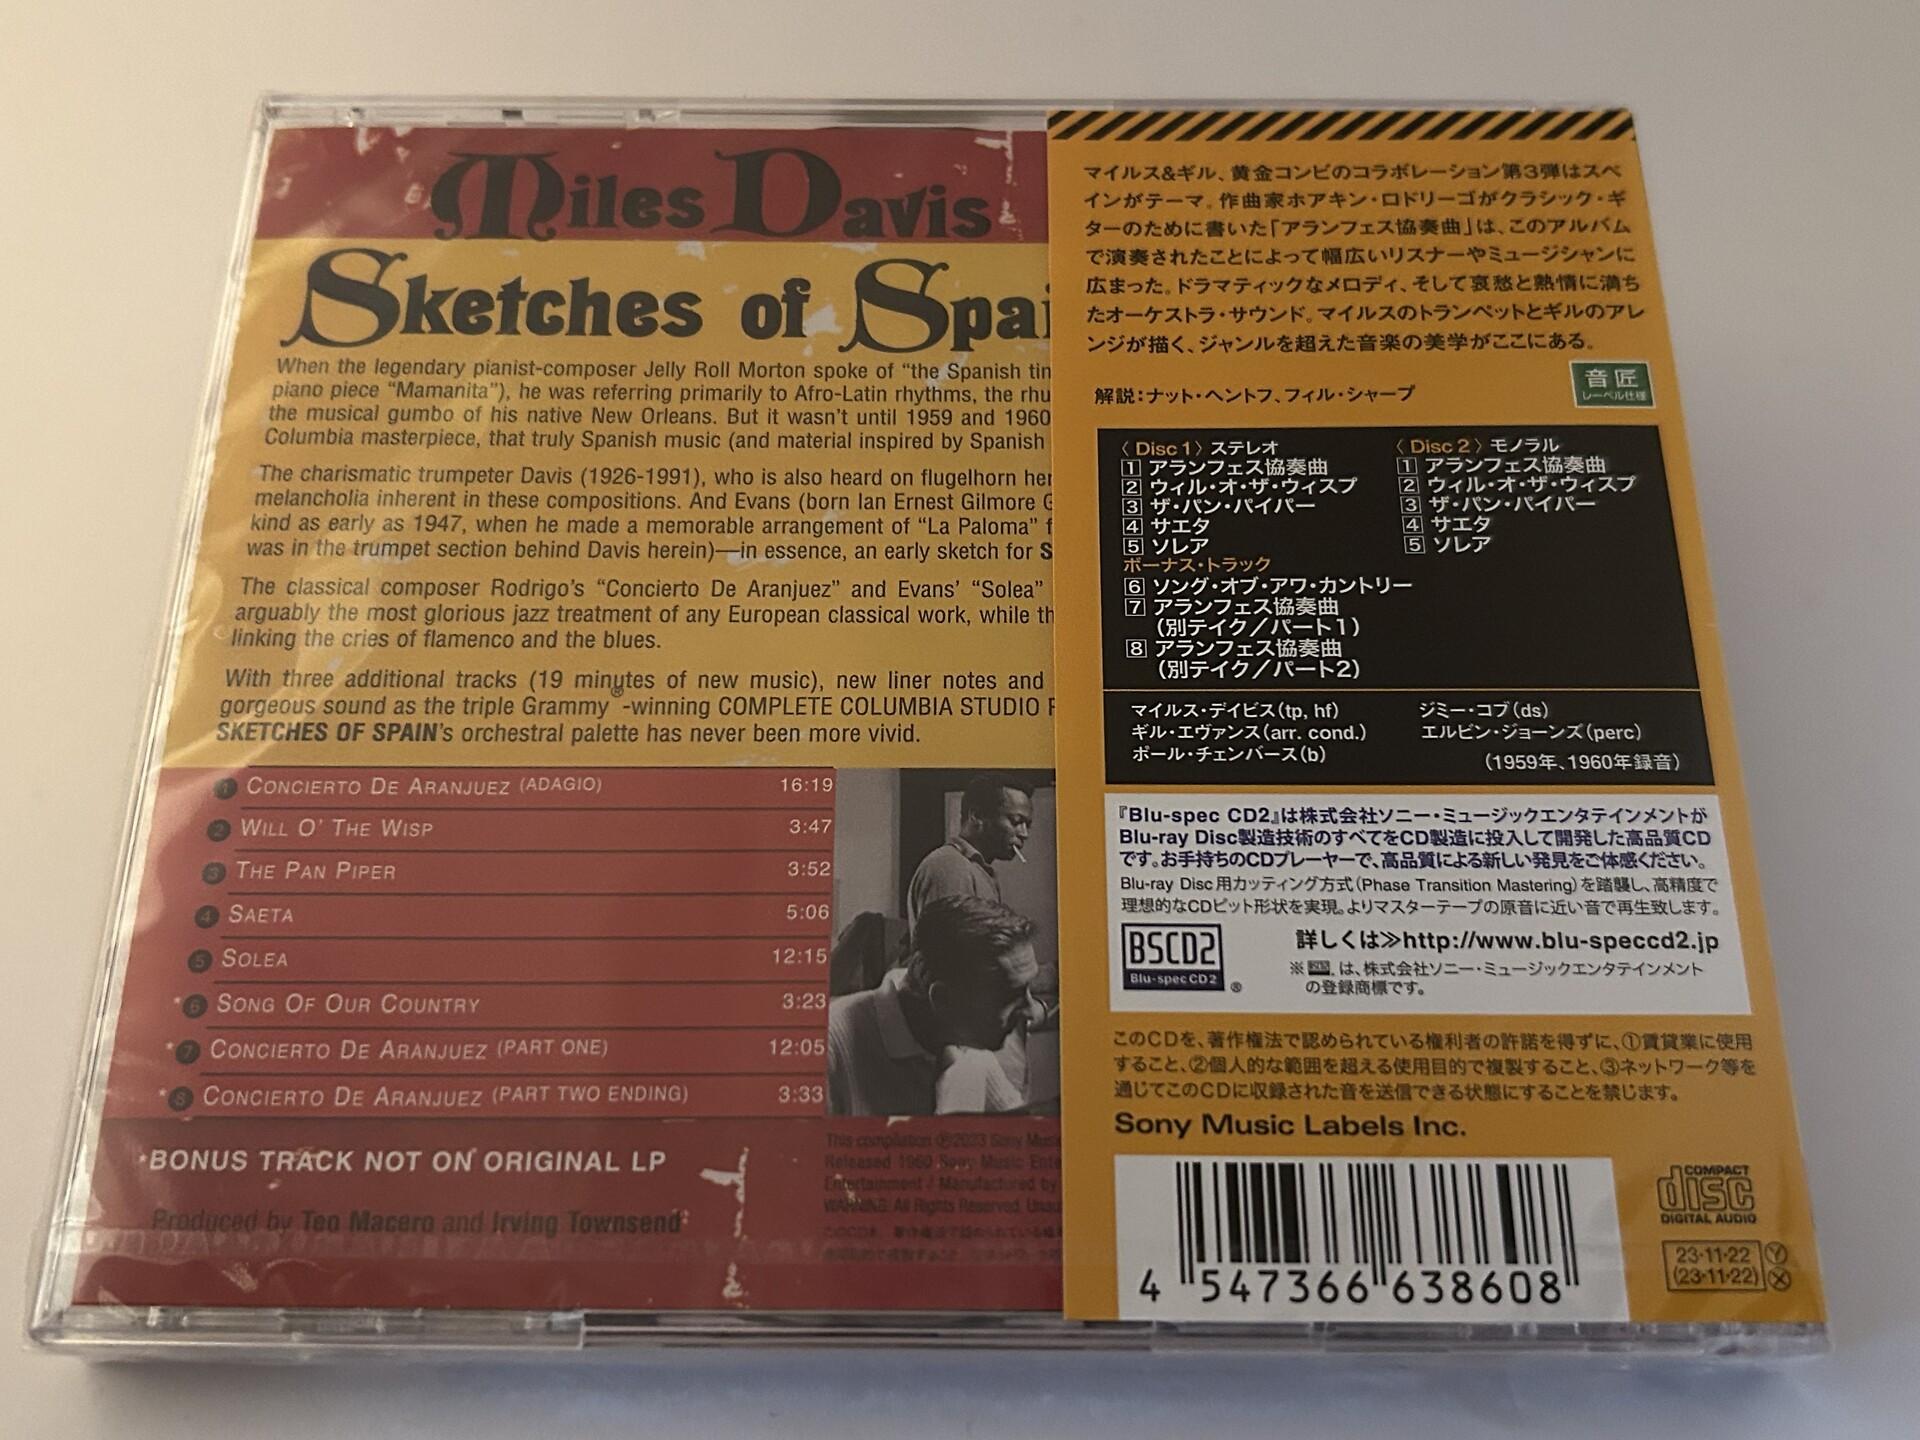 Miles Davis
Sketches of Spai
When the legendary pianist-composer Jelly Roll Morton spoke of “the Spanish tin
piano piece “Mamanita”), he was referring primarily to Afro-Latin rhythms, the rhu
the musical gumbo of his native New Orleans. But it wasn’t until 1959 and 1960
Columbia masterpiece, that truly Spanish music (and material inspired by Spanish
The charismatic trumpeter Davis (1926-1991), who is also heard on flugelhorn her
melancholia inherent in these compositions. And Evans (born Ian Ernest Gilmore G
kind as early as 1947, when he made a memorable arrangement of “La Paloma” f
was in the trumpet section behind Davis herein)—in essence, an early sketch for S
The classical composer Rodrigo’s “Concierto De Aranjuez” and Evans’ “Solea”
arguably the most glorious jazz treatment of any European classical work, while th
linking the cries of flamenco and the blues.
With three additional tracks (19 minutes of new music), new liner notes and
gorgeous sound as the triple Grammy®-winning COMPLETE COLUMBIA STUDIO
SKETCHES OF SPAIN’s orchestral palette has never been more vivid.
1 CONCIERTO DE ARANJUEZ (ADAGIO) 16:19
2 WILL O’ THE WISP 3:47
3 THE PAN PIPER 3:52
4 SAETA 5:06
5 SOLEA 12:15
*6 SONG OF OUR COUNTRY 3:23
*7 CONCIERTO DE ARANJUEZ (PART ONE) 12:05
*8 CONCIERTO DE ARANJUEZ (PART TWO ENDING) 3:33
*BONUS TRACK NOT ON ORIGINAL LP
Produced by Teo Macero and Irving Townsend
This compilation ℗2023 Sony Music
Released 1960 Sony Music Ente
Entertainment / Manufactured by
WARNING: All Rights Reserved. Unau
マイルス&ギル、黄金コンビのコラボレーション第3弾はスペ
インがテーマ。作曲家ホアキン・ロドリーゴがクラシック・ギ
ターのために書いた「アランフェス協奏曲」は、このアルバム
で演奏されたことによって幅広いリスナーやミュージシャンに
広まった。ドラマティックなメロディ、そして哀愁と熱情に満ち
たオーケストラ・サウンド。マイルスのトランペットとギルのアレ
ンジが描く、ジャンルを超えた音楽の美学がここにある。
音匠
レーベル仕様
解説：ナット・ヘントフ、フィル・シャープ
〈 Disc 1 〉ステレオ
1 アランフェス協奏曲
2 ウィル・オ・ザ・ウィスプ
3 ザ・パン・パイパー
4 サエタ
5 ソレア
ボーナス・トラック
6 ソング・オブ・アワ・カントリー
7 アランフェス協奏曲
（別テイク／パート1）
8 アランフェス協奏曲
（別テイク／パート2）
〈 Disc 2 〉モノラル
1 アランフェス協奏曲
2 ウィル・オ・ザ・ウィスプ
3 ザ・パン・パイパー
4 サエタ
5 ソレア
マイルス・デイビス(tp, hf)
ギル・エヴァンス(arr. cond.)
ポール・チェンバース(b)
ジミー・コブ(ds)
エルビン・ジョーンズ(perc)
（1959年、1960年録音）
『Blu-spec CD2』は株式会社ソニー・ミュージックエンタテインメントが
Blu-ray Disc製造技術のすべてをCD製造に投入して開発した高品質CD
です。お手持ちのCDプレーヤーで、高品質による新しい発見をご体感ください。
Blu-ray Disc用カッティング方式(Phase Transition Mastering)を踏襲し、高精度で
理想的なCDピット形状を実現。よりマスターテープの原音に近い音で再生致します。
BSCD2
Blu-spec CD2 ®
詳しくは≫http://www.blu-speccd2.jp
※は、株式会社ソニー・ミュージックエンタテインメント
の登録商標です。
このCDを、著作権法で認められている権利者の許諾を得ずに、①賃貸業に使用
すること、②個人的な範囲を超える使用目的で複製すること、③ネットワーク等を
通じてこのCDに収録された音を送信できる状態にすることを禁じます。
Sony Music Labels Inc.
4 547366 638608
COMPACT
disc
DIGITAL AUDIO
23·11·22 Y
(23·11·22) X